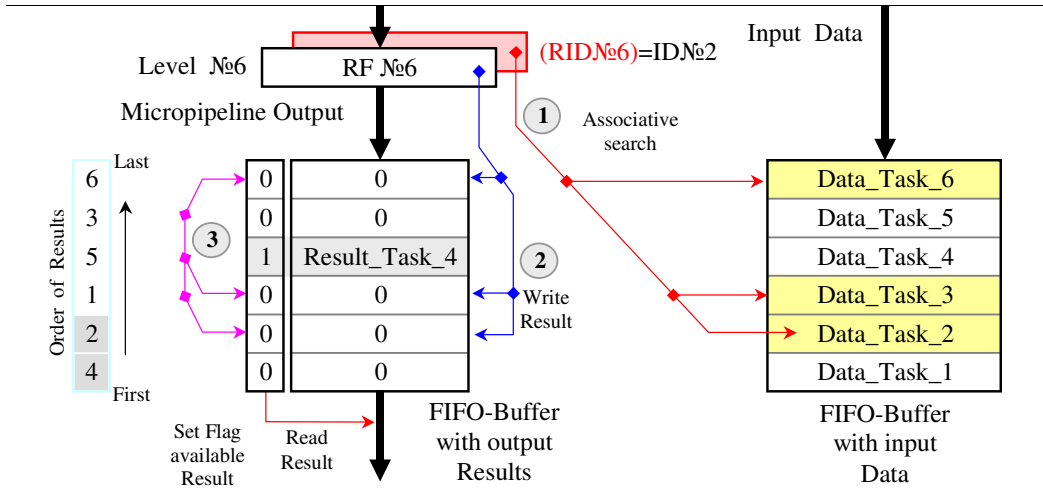 Input Data
(RID№6)=ID№2
Level №6
RF №6
Micropipeline Output
1
Associative
search
Last
6
3
5
1
2
4
First
Order of Results
3
0
0
1
0
0
0
0
0
Result_Task_4
0
0
0
2
Write
Result
Data_Task_6
Data_Task_5
Data_Task_4
Data_Task_3
Data_Task_2
Data_Task_1
Set Flag
available
Result
Read
Result
FIFO-Buffer
with output
Results
FIFO-Buffer
with input
Data